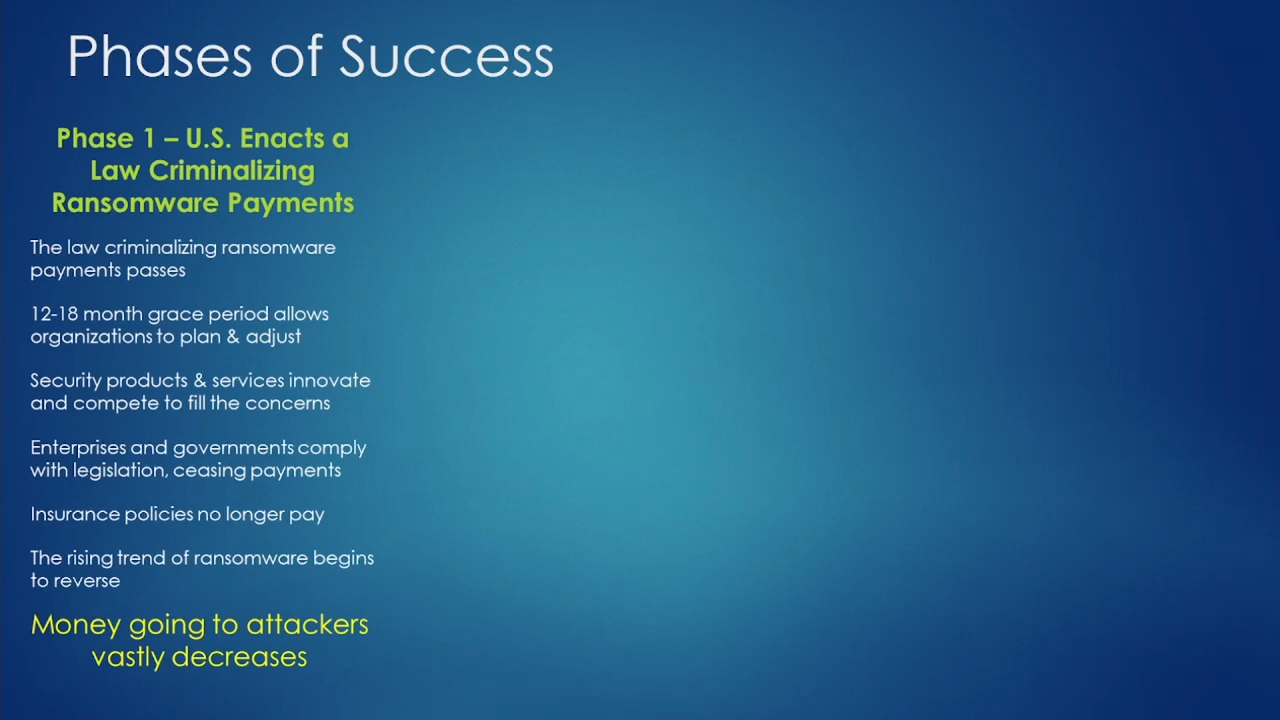 Phases of Success
Phase 1 – U.S. Enacts a
Law Criminalizing
Ransomware Payments
The law criminalizing ransomware
payments passes
12-18 month grace period allows
organizations to plan & adjust
Security products & services innovate
and compete to fill the concerns
Enterprises and governments comply
with legislation, ceasing payments
Insurance policies no longer pay
The rising trend of ransomware begins
to reverse
Money going to attackers
vastly decreases